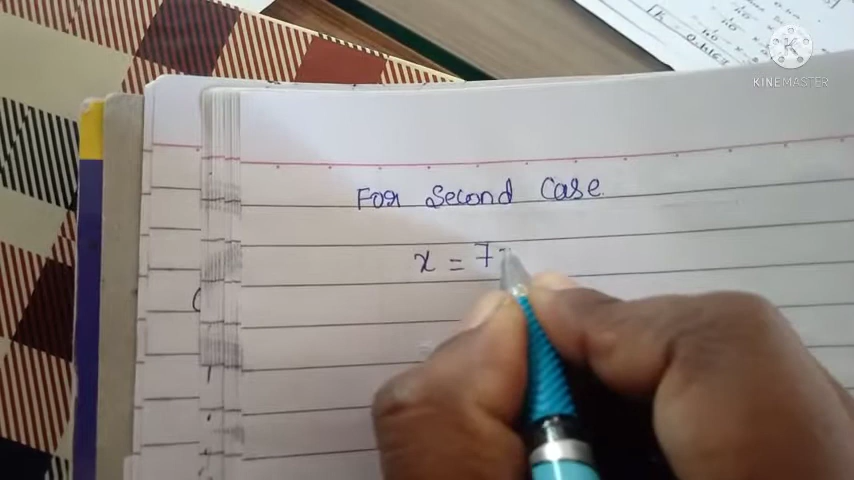 For Second Case.
x = 7
KINEMASTER